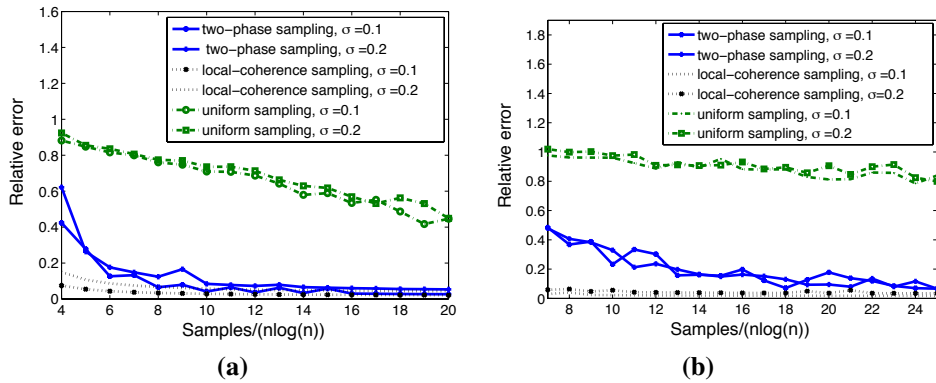 1.6
1.4
1.2
1
0.8
0.6
0.4
0.2
0
Relative error
two-phase sampling, σ =0.1
two-phase sampling, σ =0.2
local-coherence sampling, σ=0.1
local-coherence sampling, σ=0.2
uniform sampling, σ=0.1
uniform sampling, σ=0.2
4 6 8 10 12 14 16 18 20
Samples/(nlog(n))
(a)
1.8
1.6
1.4
1.2
1
0.8
0.6
0.4
0.2
0
Relative error
two-phase sampling, σ =0.1
two-phase sampling, σ =0.2
local-coherence sampling, σ =0.1
local-coherence sampling, σ=0.2
uniform sampling, σ =0.1
uniform sampling, σ =0.2
8 10 12 14 16 18 20 22 24
Samples/(nlog(n))
(b)